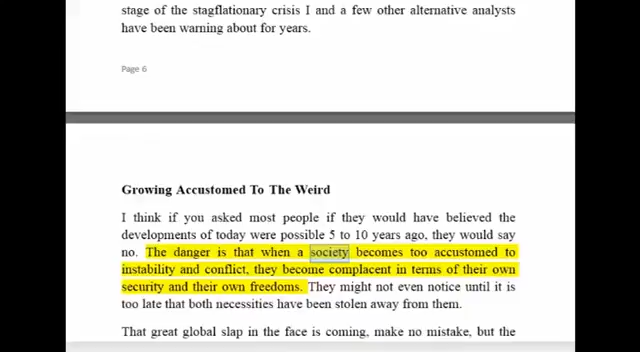 stage of the stagflationary crisis I and a few other alternative analysts
have been warning about for years.
Page 6
Growing Accustomed To The Weird
I think if you asked most people if they would have believed the
developments of today were possible 5 to 10 years ago, they would say
no. The danger is that when a society becomes too accustomed to
instability and conflict, they become complacent in terms of their own
security and their own freedoms. They might not even notice until it is
too late that both necessities have been stolen away from them.
That great global slap in the face is coming, make no mistake, but the